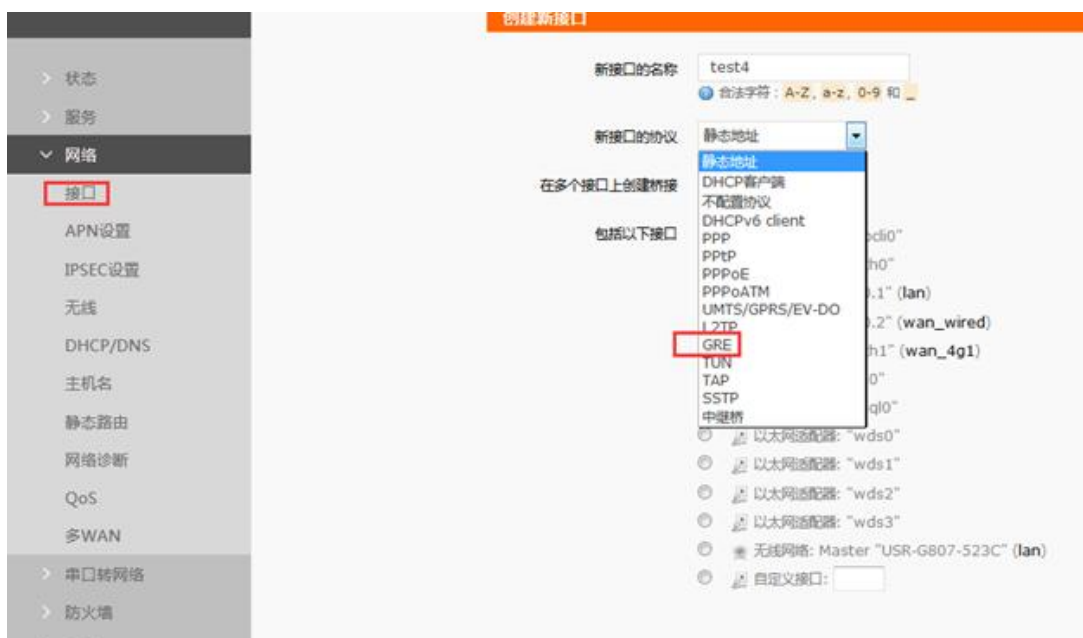 创建新接口
状态
服务
网络
接口
APN设置
IPSEC设置
无线
DHCP/DNS
主机名
静态路由
网络诊断
QoS
多WAN
串口转网络
防火墙
新接口的名称 test4
合法字符: A-Z, a-z, 0-9 和 _
新接口的协议 静态地址
静态地址
DHCP客户端
不配置协议
DHCPv6 client
PPP
PPtP
PPPoE
PPPoATM
UMTS/GPRS/EV-DO
L2TP
GRE
TUN
TAP
SSTP
中继桥
在多个接口上创建桥接
包括以下接口
cli0"
h0"
.1" (lan)
.2" (wan_wired)
h1" (wan_4g1)
0"
ql0"
以太网适配器: "wds0"
以太网适配器: "wds1"
以太网适配器: "wds2"
以太网适配器: "wds3"
无线网络: Master "USR-G807-523C" (lan)
自定义接口: